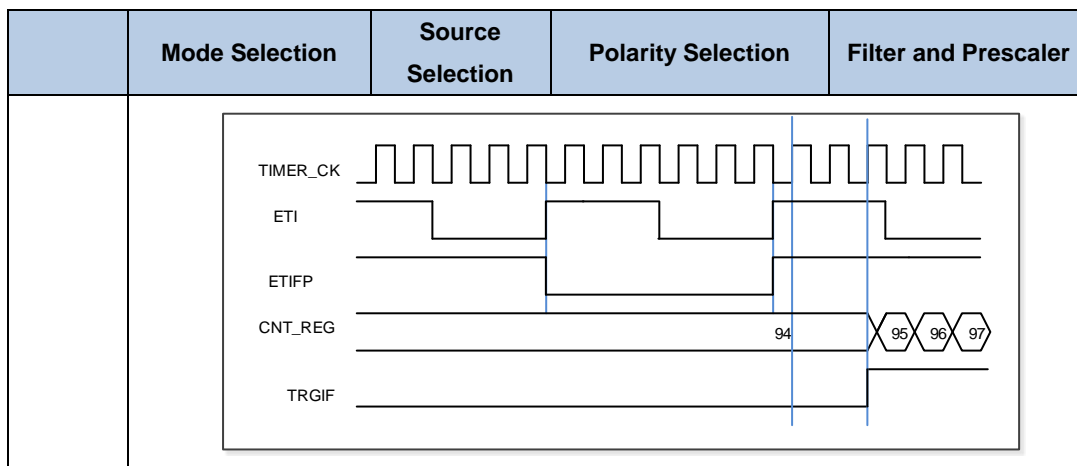 Mode Selection
Source
Selection
Polarity Selection
Filter and Prescaler
TIMER_CK
ETI
ETIFP
CNT_REG
94 95 96 97
TRGIF